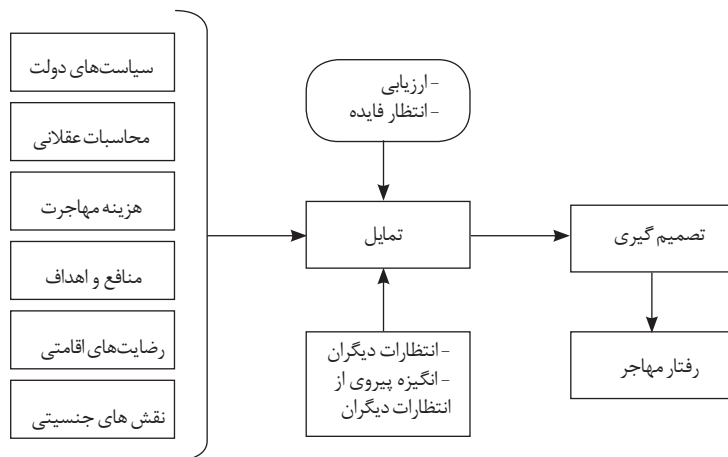 سیاست‌های دولت
محاسبات عقلانی
هزینه مهاجرت
منافع و اهداف
رضایت‌های اقامتی
نقش های جنسیتی
- ارزیابی
- انتظار فایده
تمایل
- انتظارات دیگران
- انگیزه پیروی از
انتظارات دیگران
تصمیم گیری
رفتار مهاجر